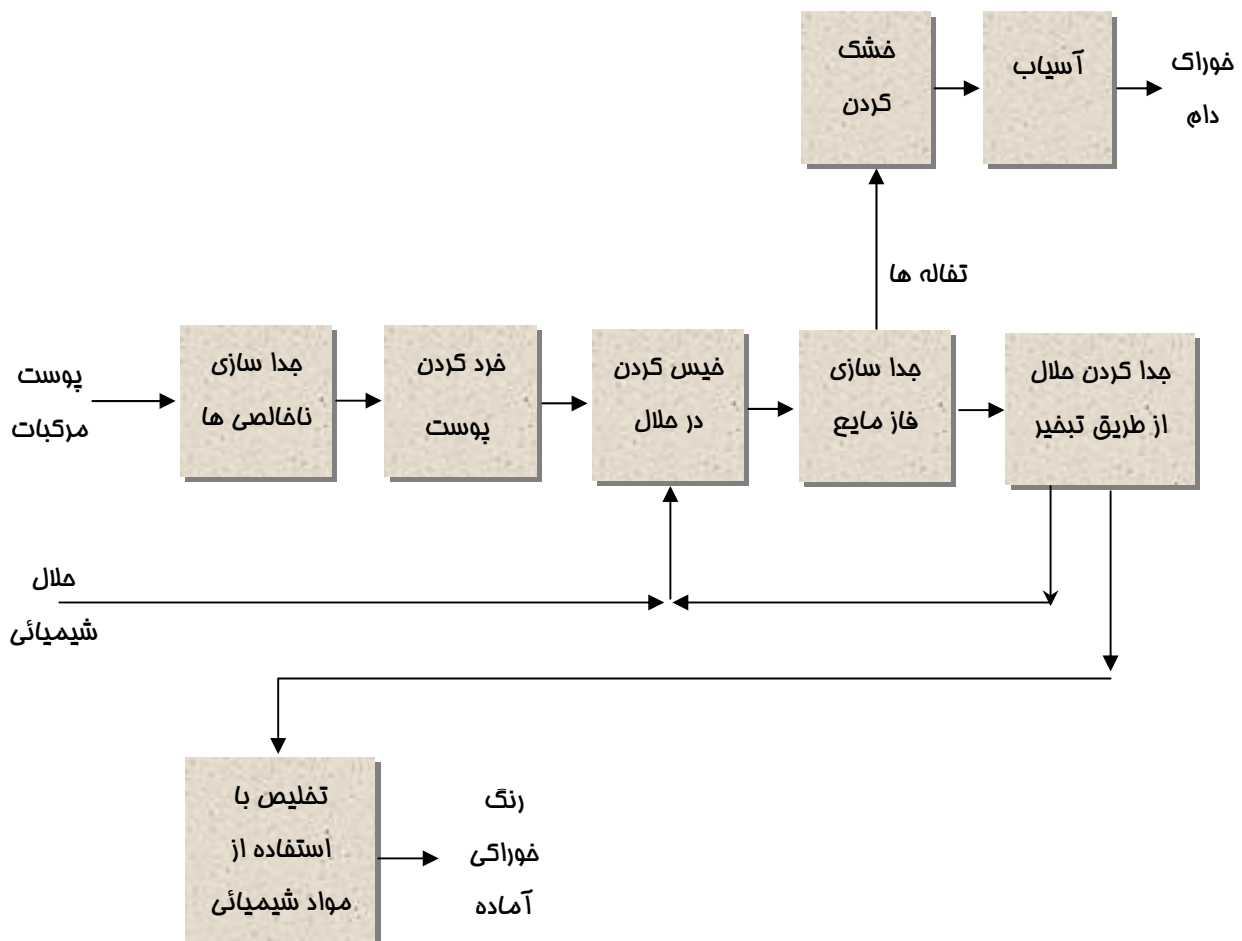 خشک
کردن
آسیاب
خوراک
دام
تفاله ها
پوست
مرکبات
جدا سازی
ناخالصی ها
خرد کردن
پوست
خیس کردن
در حلال
جدا سازی
فاز مایع
جدا کردن حلال
از طریق تبخیر
حلال
شیمیائی
تخلیص با
استفاده از
مواد شیمیائی
رنگ
خوراکی
آماده